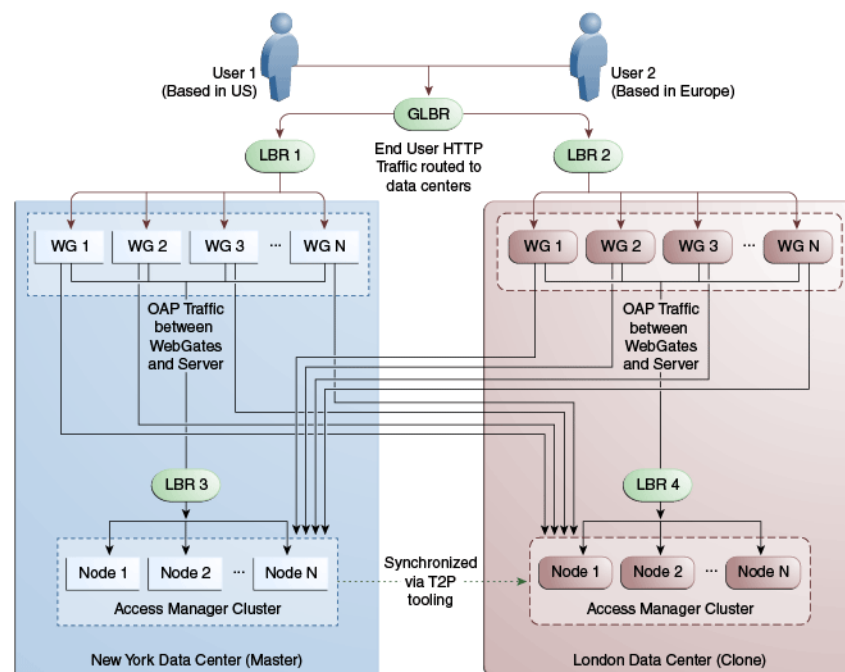 User 1
(Based in US)
User 2
(Based in Europe)
GLBR
End User HTTP
Traffic routed to
data centers
LBR 1
LBR 2
WG 1
WG 2
WG 3
...
WG N
WG 1
WG 2
WG 3
...
WG N
OAP Traffic
between
WebGates
and Server
OAP Traffic
between
WebGates
and Server
LBR 3
LBR 4
Node 1
Node 2
...
Node N
Access Manager Cluster
Synchronized
via T2P
tooling
Node 1
Node 2
...
Node N
Access Manager Cluster
New York Data Center (Master)
London Data Center (Clone)